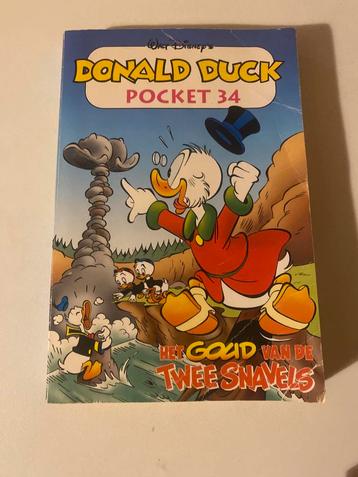 Walt Disney's
DONALD DUCK
POCKET 34
HET GOUD VAN DE
TWEE SNAVELS